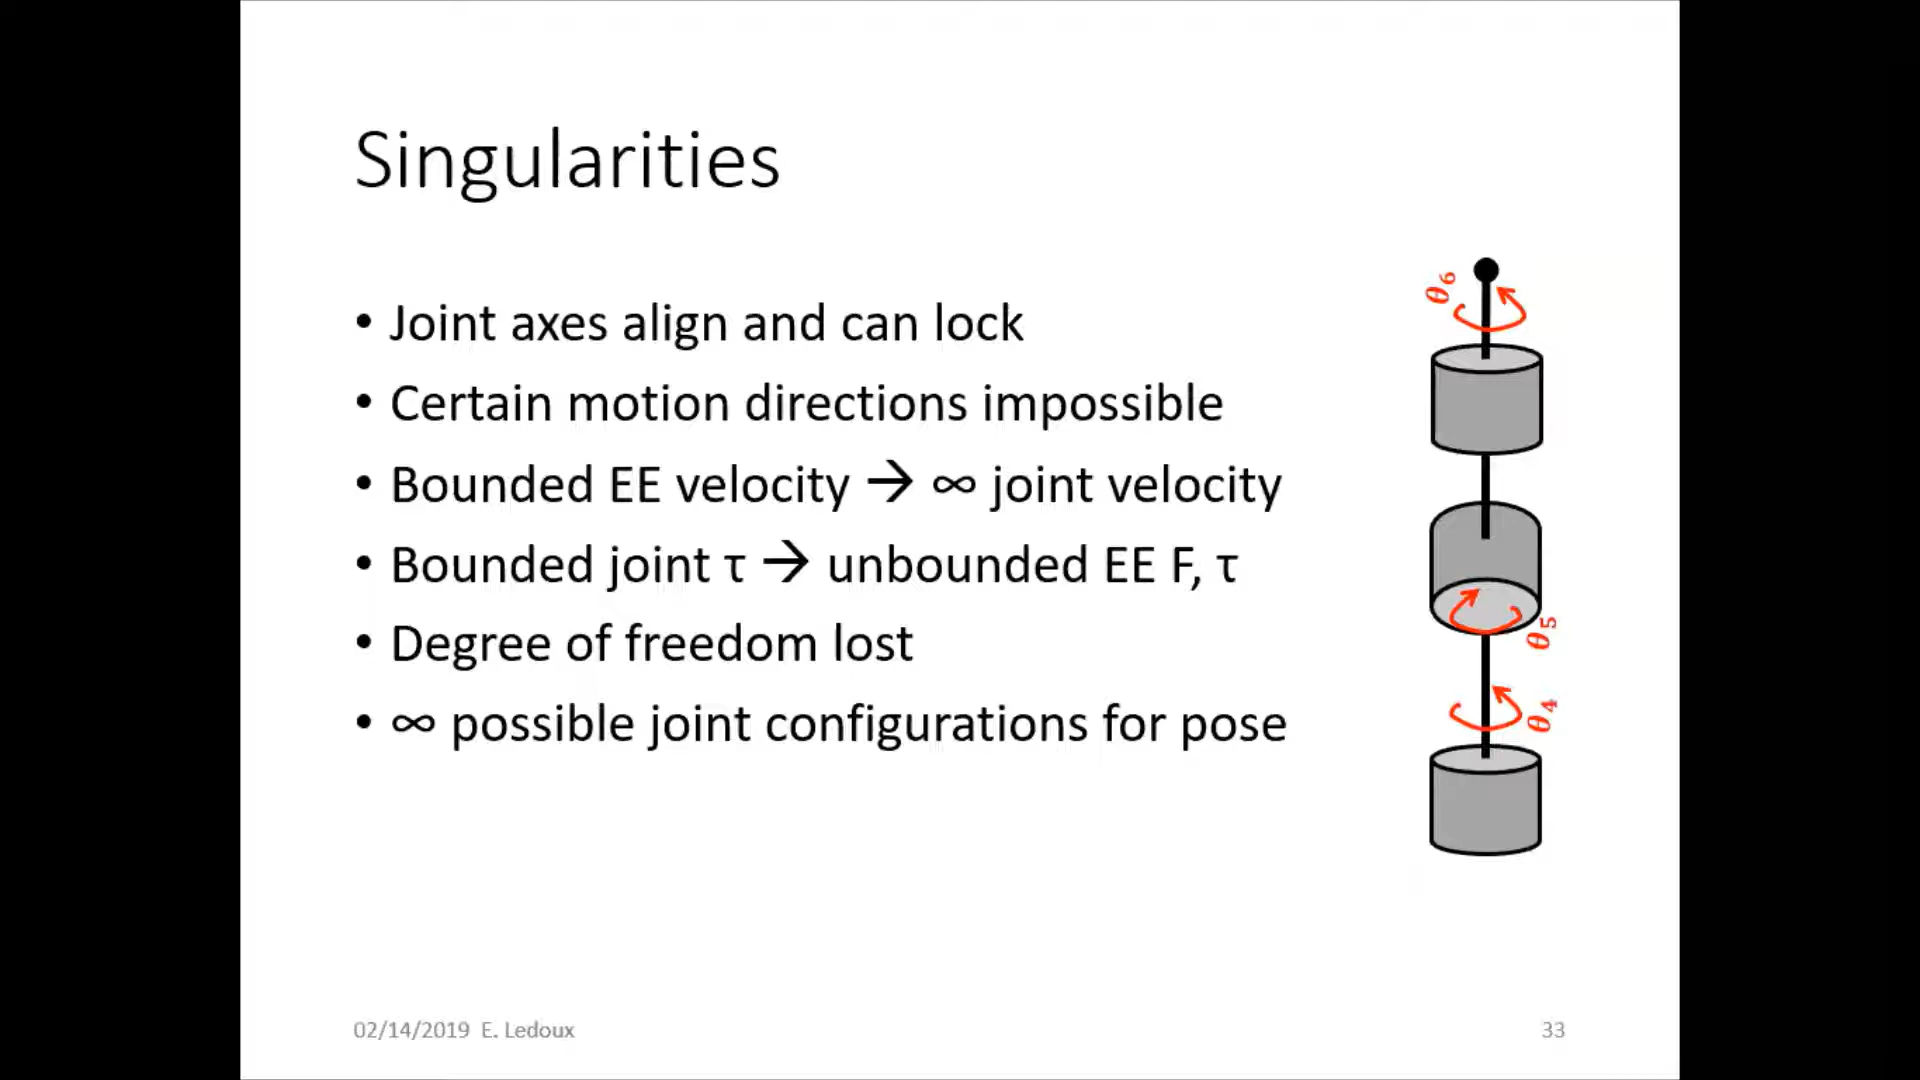 Singularities
• Joint axes align and can lock
• Certain motion directions impossible
• Bounded EE velocity → ∞ joint velocity
• Bounded joint τ → unbounded EE F, τ
• Degree of freedom lost
• ∞ possible joint configurations for pose
θ₆
θ₅
θ₄
02/14/2019 E. Ledoux
33